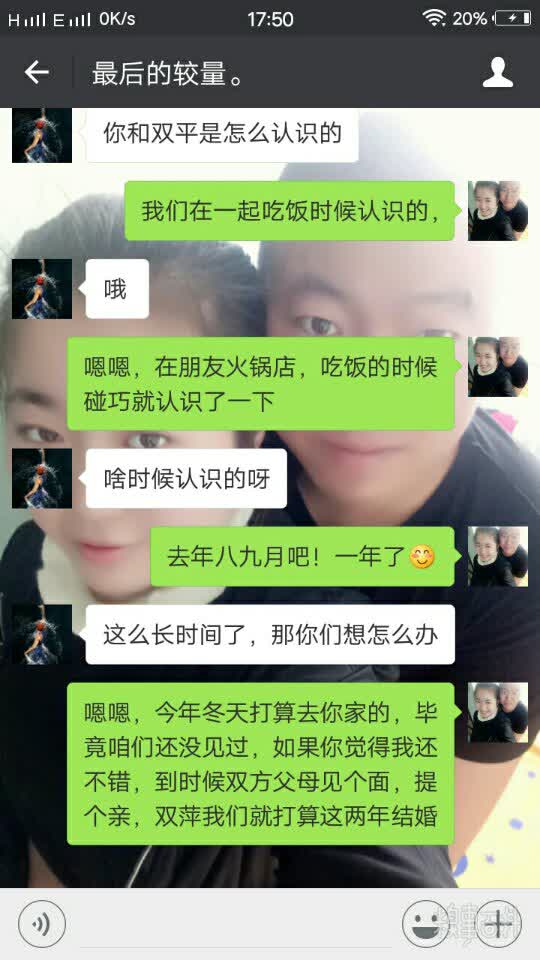 H E 0K/s 17:50 20%
最后的较量。
你和双平是怎么认识的
我们在一起吃饭时候认识的，
哦
嗯嗯，在朋友火锅店，吃饭的时候
碰巧就认识了一下
啥时候认识的呀
去年八九月吧！一年了
这么长时间了，那你们想怎么办
嗯嗯，今年冬天打算去你家的，毕
竟咱们还没见过，如果你觉得我还
不错，到时候双方父母见个面，提
个亲，双萍我们就打算这两年结婚